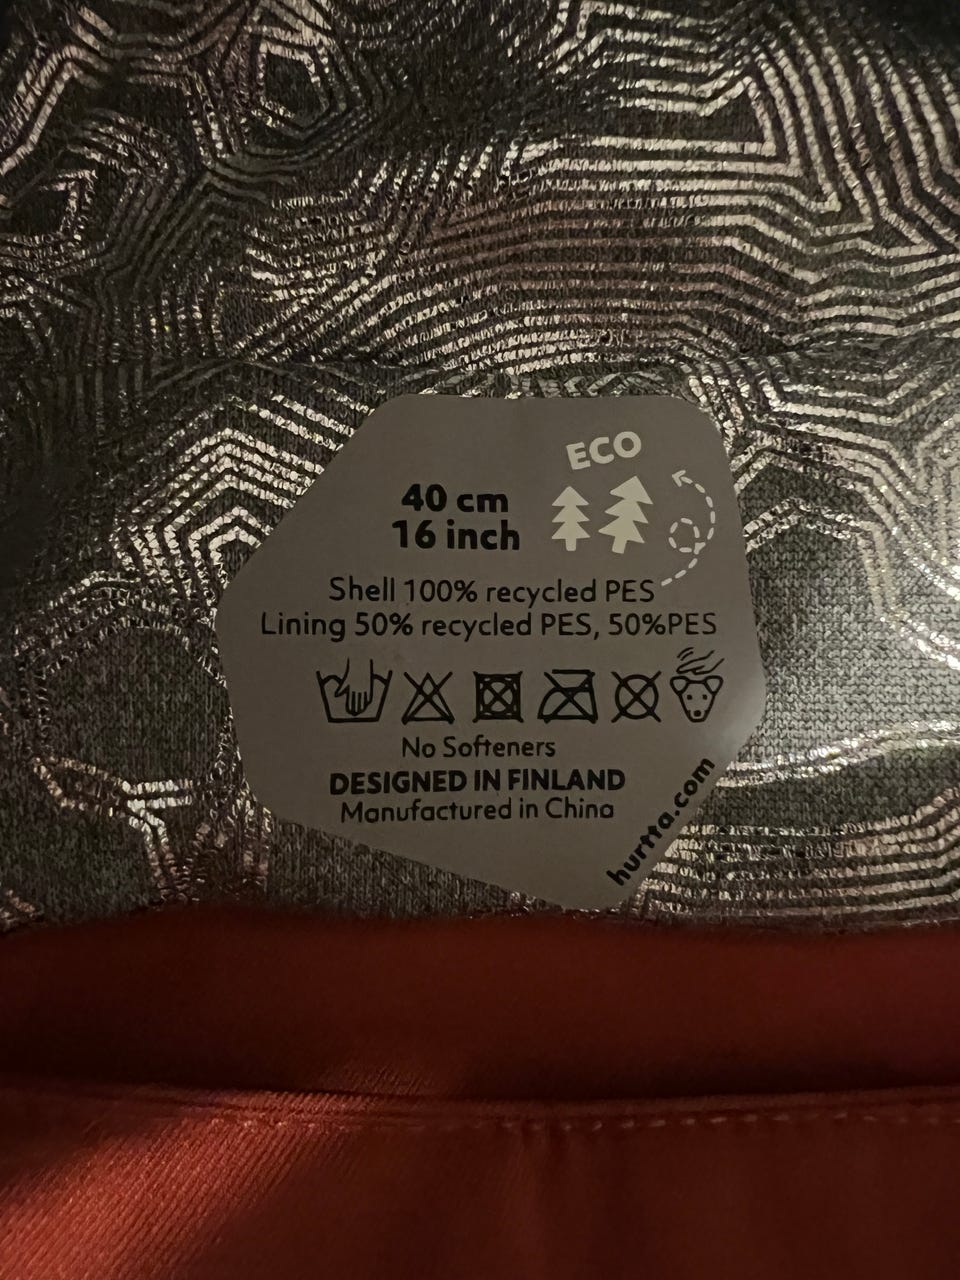 ECO
40 cm
16 inch
Shell 100% recycled PES
Lining 50% recycled PES, 50%PES
No Softeners
DESIGNED IN FINLAND
Manufactured in China
hurtta.com